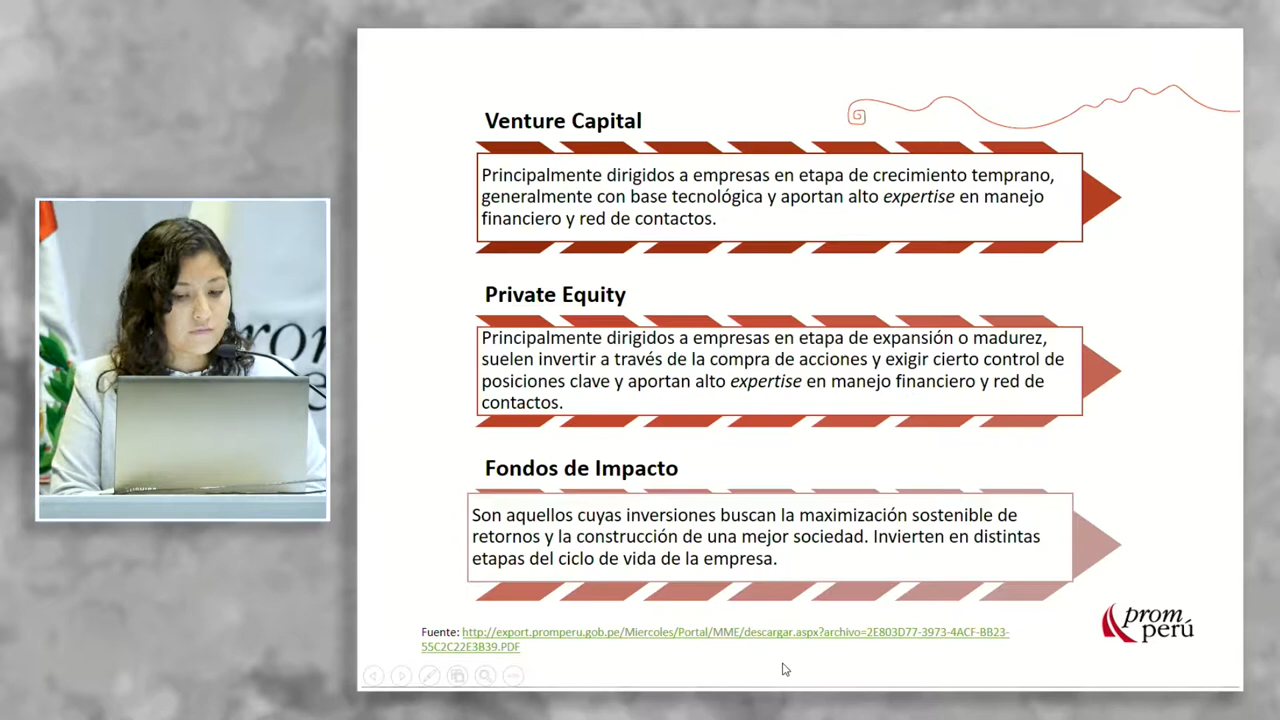 Venture Capital
Principalmente dirigidos a empresas en etapa de crecimiento temprano,
generalmente con base tecnológica y aportan alto expertise en manejo
financiero y red de contactos.
Private Equity
Principalmente dirigidos a empresas en etapa de expansión o madurez,
suelen invertir a través de la compra de acciones y exigir cierto control de
posiciones clave y aportan alto expertise en manejo financiero y red de
contactos.
Fondos de Impacto
Son aquellos cuyas inversiones buscan la maximización sostenible de
retornos y la construcción de una mejor sociedad. Invierten en distintas
etapas del ciclo de vida de la empresa.
Fuente: http://export.promperu.gob.pe/Miercoles/Portal/MME/descargar.aspx?archivo=2E803D77-3973-4ACF-BB23-
55C2C22E3B39.PDF
prom
perú